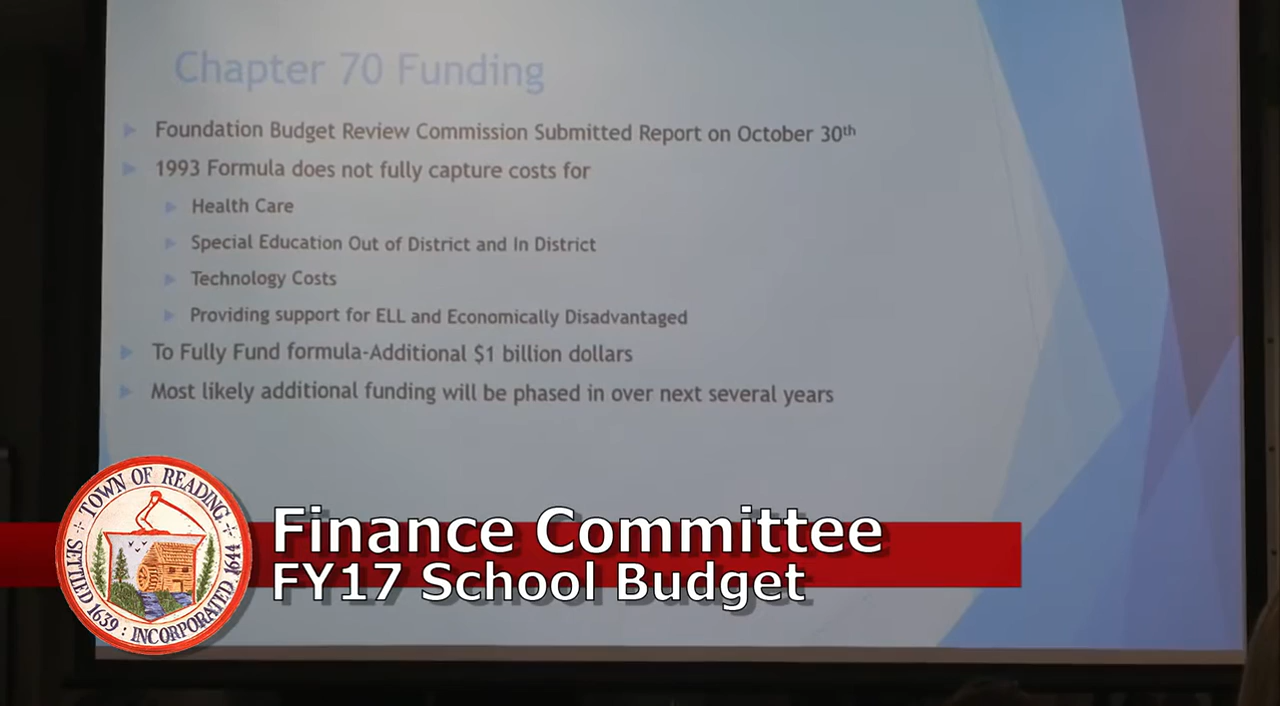 Chapter 70 Funding
Foundation Budget Review Commission Submitted Report on October 30th
1993 Formula does not fully capture costs for
Health Care
Special Education Out of District and In District
Technology Costs
Providing support for ELL and Economically Disadvantaged
To Fully Fund formula-Additional $1 billion dollars
Most likely additional funding will be phased in over next several years
TOWN OF READING
SETTLED 1639 : INCORPORATED 1644
Finance Committee
FY17 School Budget